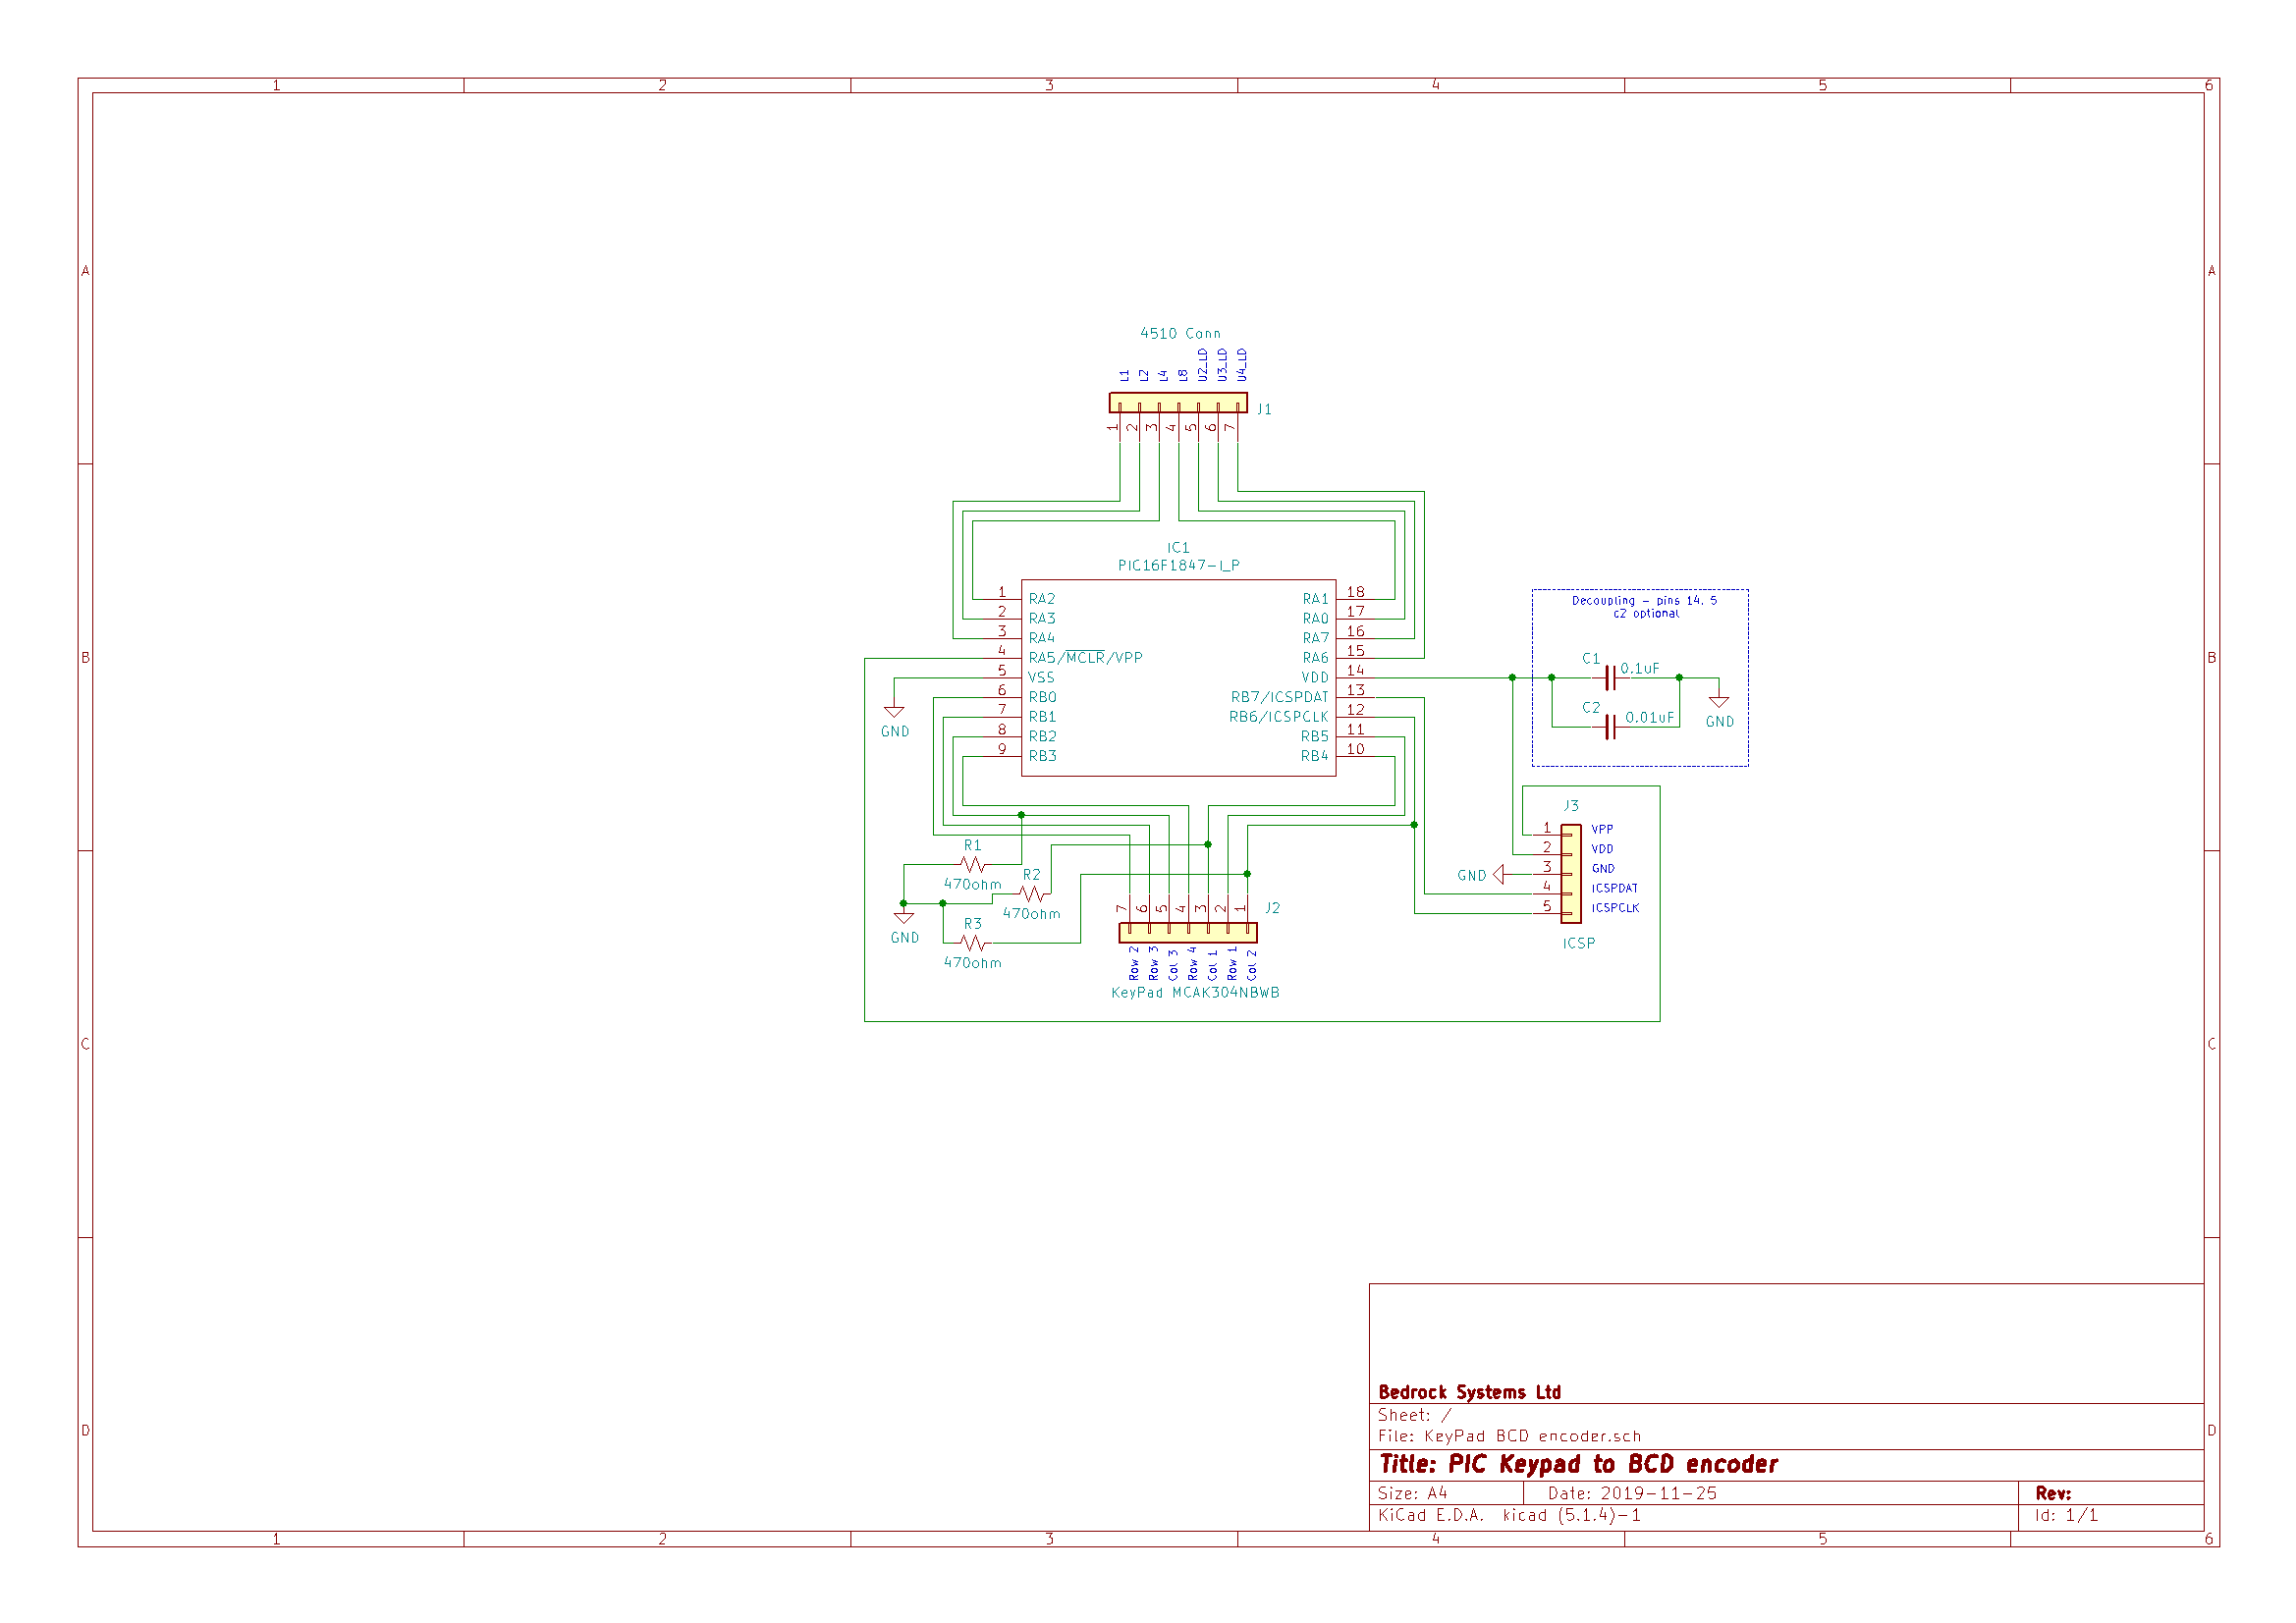 1 2 3 4 5 6
A A
4510 Conn
L1 L2 L4 L8 U2_LD U3_LD U4_LD
J1
1 2 3 4 5 6 7
B B
IC1
PIC16F1847-I_P
1 RA2 RA1 18
2 RA3 RA0 17
3 RA4 RA7 16
4 RA5/MCLR/VPP RA6 15
5 VSS VDD 14
6 RB0 RB7/ICSPDAT 13
7 RB1 RB6/ICSPCLK 12
8 RB2 RB5 11
9 RB3 RB4 10
GND
Decoupling - pins 14, 5
c2 optional
C1 0.1uF
C2 0.01uF
GND
J3
1 VPP
2 VDD
GND 3 GND
4 ICSPDAT
5 ICSPCLK
ICSP
R1
470ohm
R2
470ohm
R3
470ohm
GND
7 6 5 4 3 2 1
J2
Row 2 Row 3 Col 3 Row 4 Col 1 Row 1 Col 2
KeyPad MCAK304NBWB
C C
D D
Bedrock Systems Ltd
Sheet: /
File: KeyPad BCD encoder.sch
Title: PIC Keypad to BCD encoder
Size: A4 Date: 2019-11-25 Rev:
KiCad E.D.A. kicad (5.1.4)-1 Id: 1/1
1 2 3 4 5 6